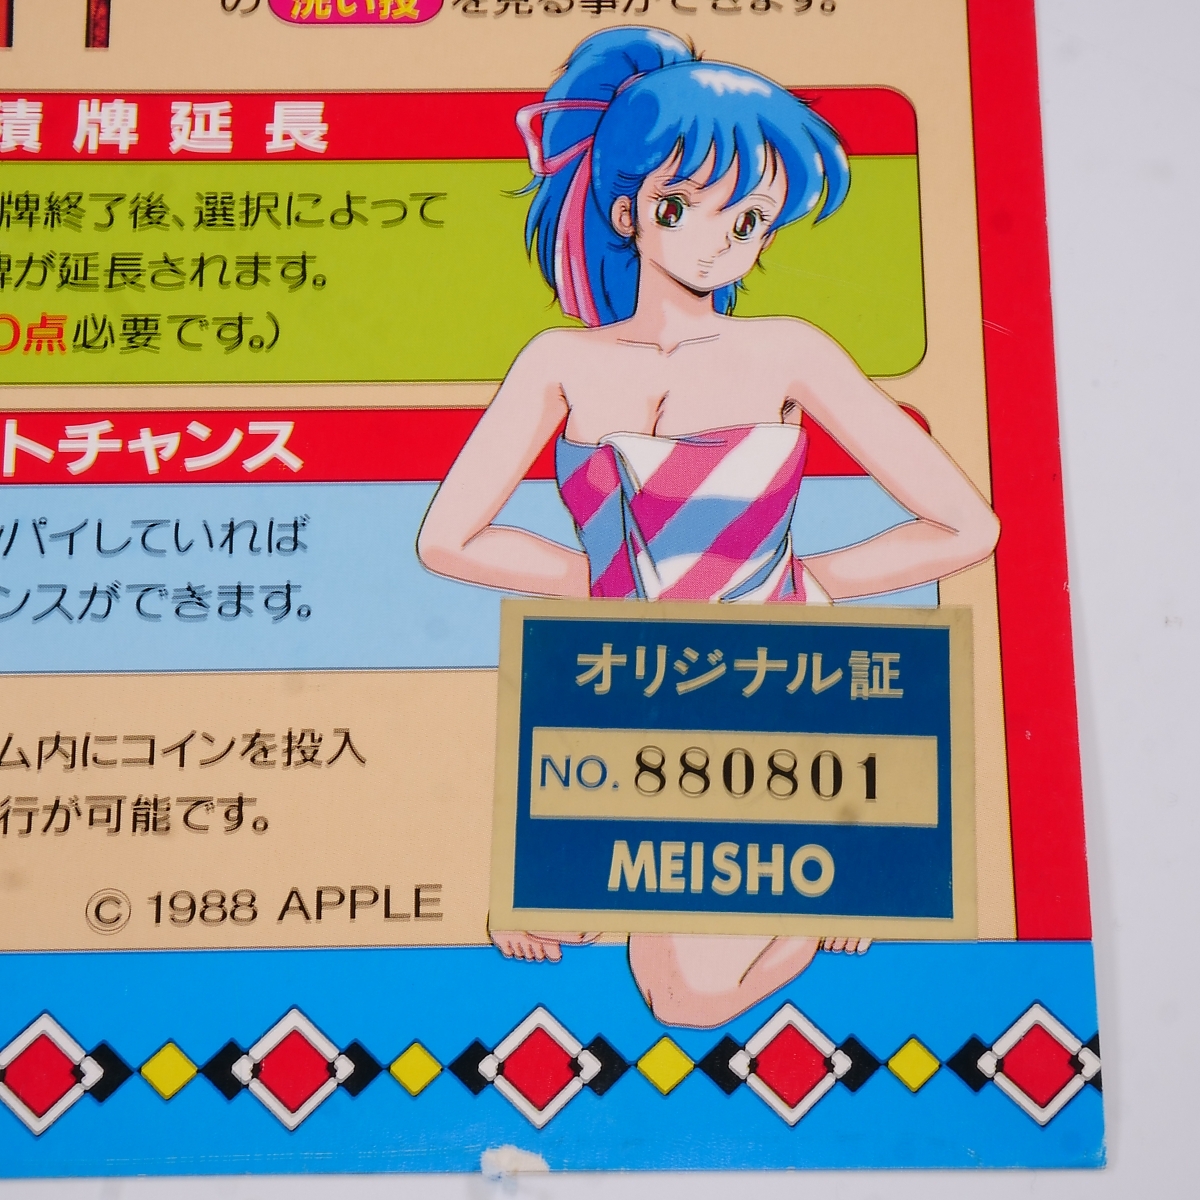 の洗い技を見る事ができます。
積牌延長
牌終了後、選択によって
牌が延長されます。
0点必要です。)
トチャンス
パイしていれば
ンスができます。
ム内にコインを投入
行が可能です。
© 1988 APPLE
オリジナル証
NO. 880801
MEISHO